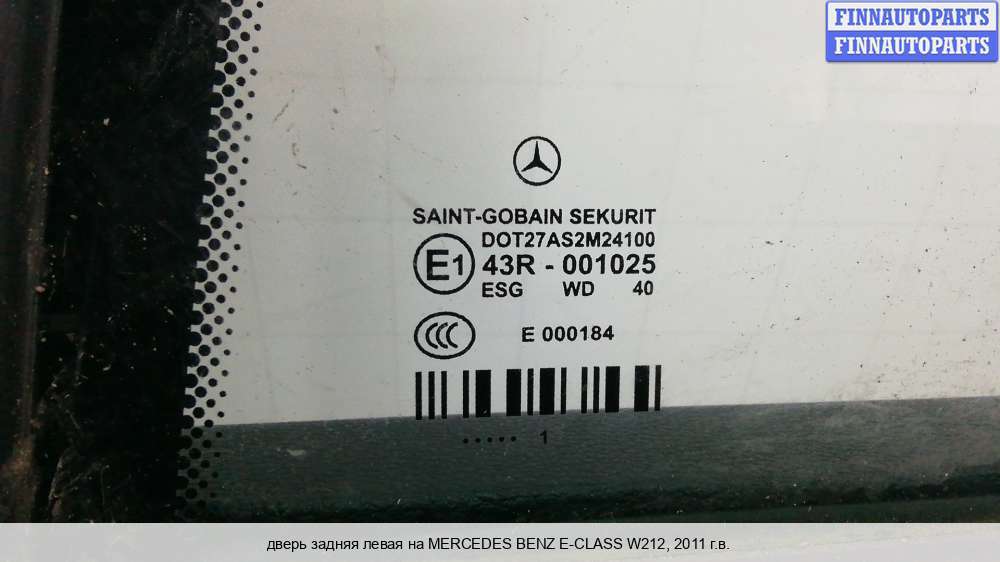 FINNAUTOPARTS
FINNAUTOPARTS
SAINT-GOBAIN SEKURIT
DOT27AS2M24100
E1 43R - 001025
ESG WD 40
CCC E 000184
..... 1
дверь задняя левая на MERCEDES BENZ E-CLASS W212, 2011 г.в.